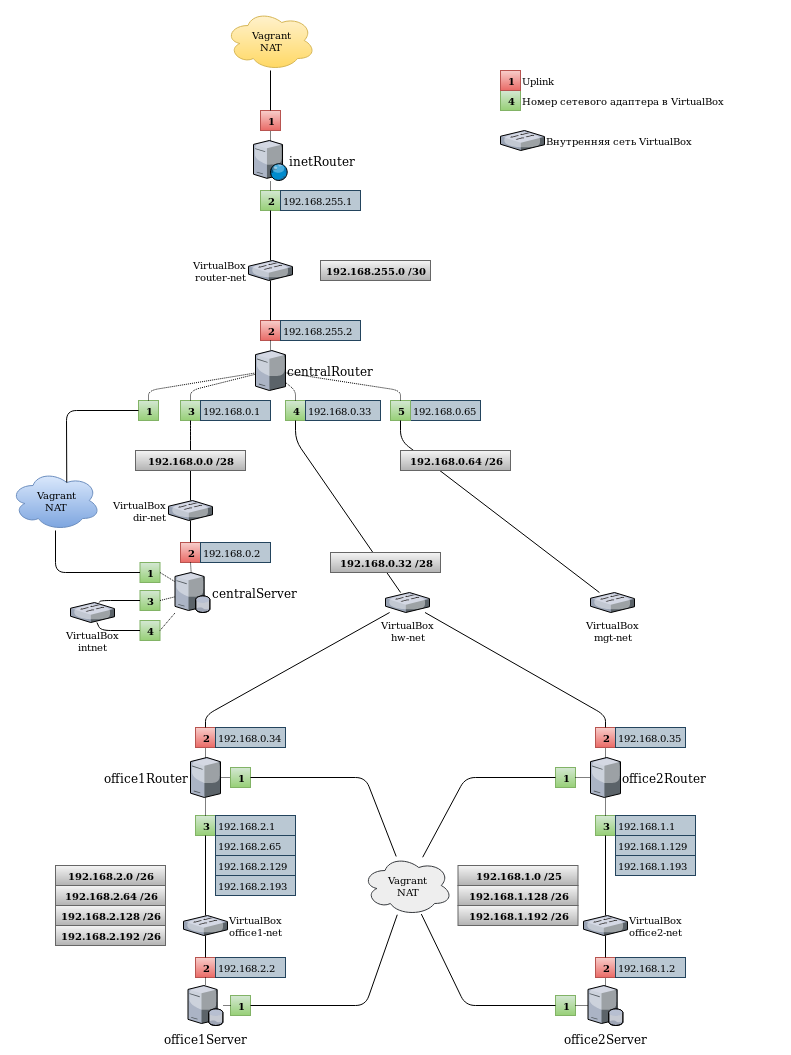 Vagrant
NAT
1 Uplink
4 Номер сетевого адаптера в VirtualBox
Внутренняя сеть VirtualBox
1
inetRouter
2 192.168.255.1
VirtualBox
router-net
192.168.255.0 /30
2 192.168.255.2
centralRouter
1
3 192.168.0.1
4 192.168.0.33
5 192.168.0.65
192.168.0.0 /28
192.168.0.64 /26
Vagrant
NAT
VirtualBox
dir-net
2 192.168.0.2
192.168.0.32 /28
1
3
4
centralServer
VirtualBox
intnet
VirtualBox
hw-net
VirtualBox
mgt-net
2 192.168.0.34
2 192.168.0.35
office1Router
1
1
office2Router
3 192.168.2.1
192.168.2.65
192.168.2.129
192.168.2.193
3 192.168.1.1
192.168.1.129
192.168.1.193
192.168.2.0 /26
192.168.2.64 /26
192.168.2.128 /26
192.168.2.192 /26
Vagrant
NAT
192.168.1.0 /25
192.168.1.128 /26
192.168.1.192 /26
VirtualBox
office1-net
VirtualBox
office2-net
2 192.168.2.2
2 192.168.1.2
1
1
office1Server
office2Server